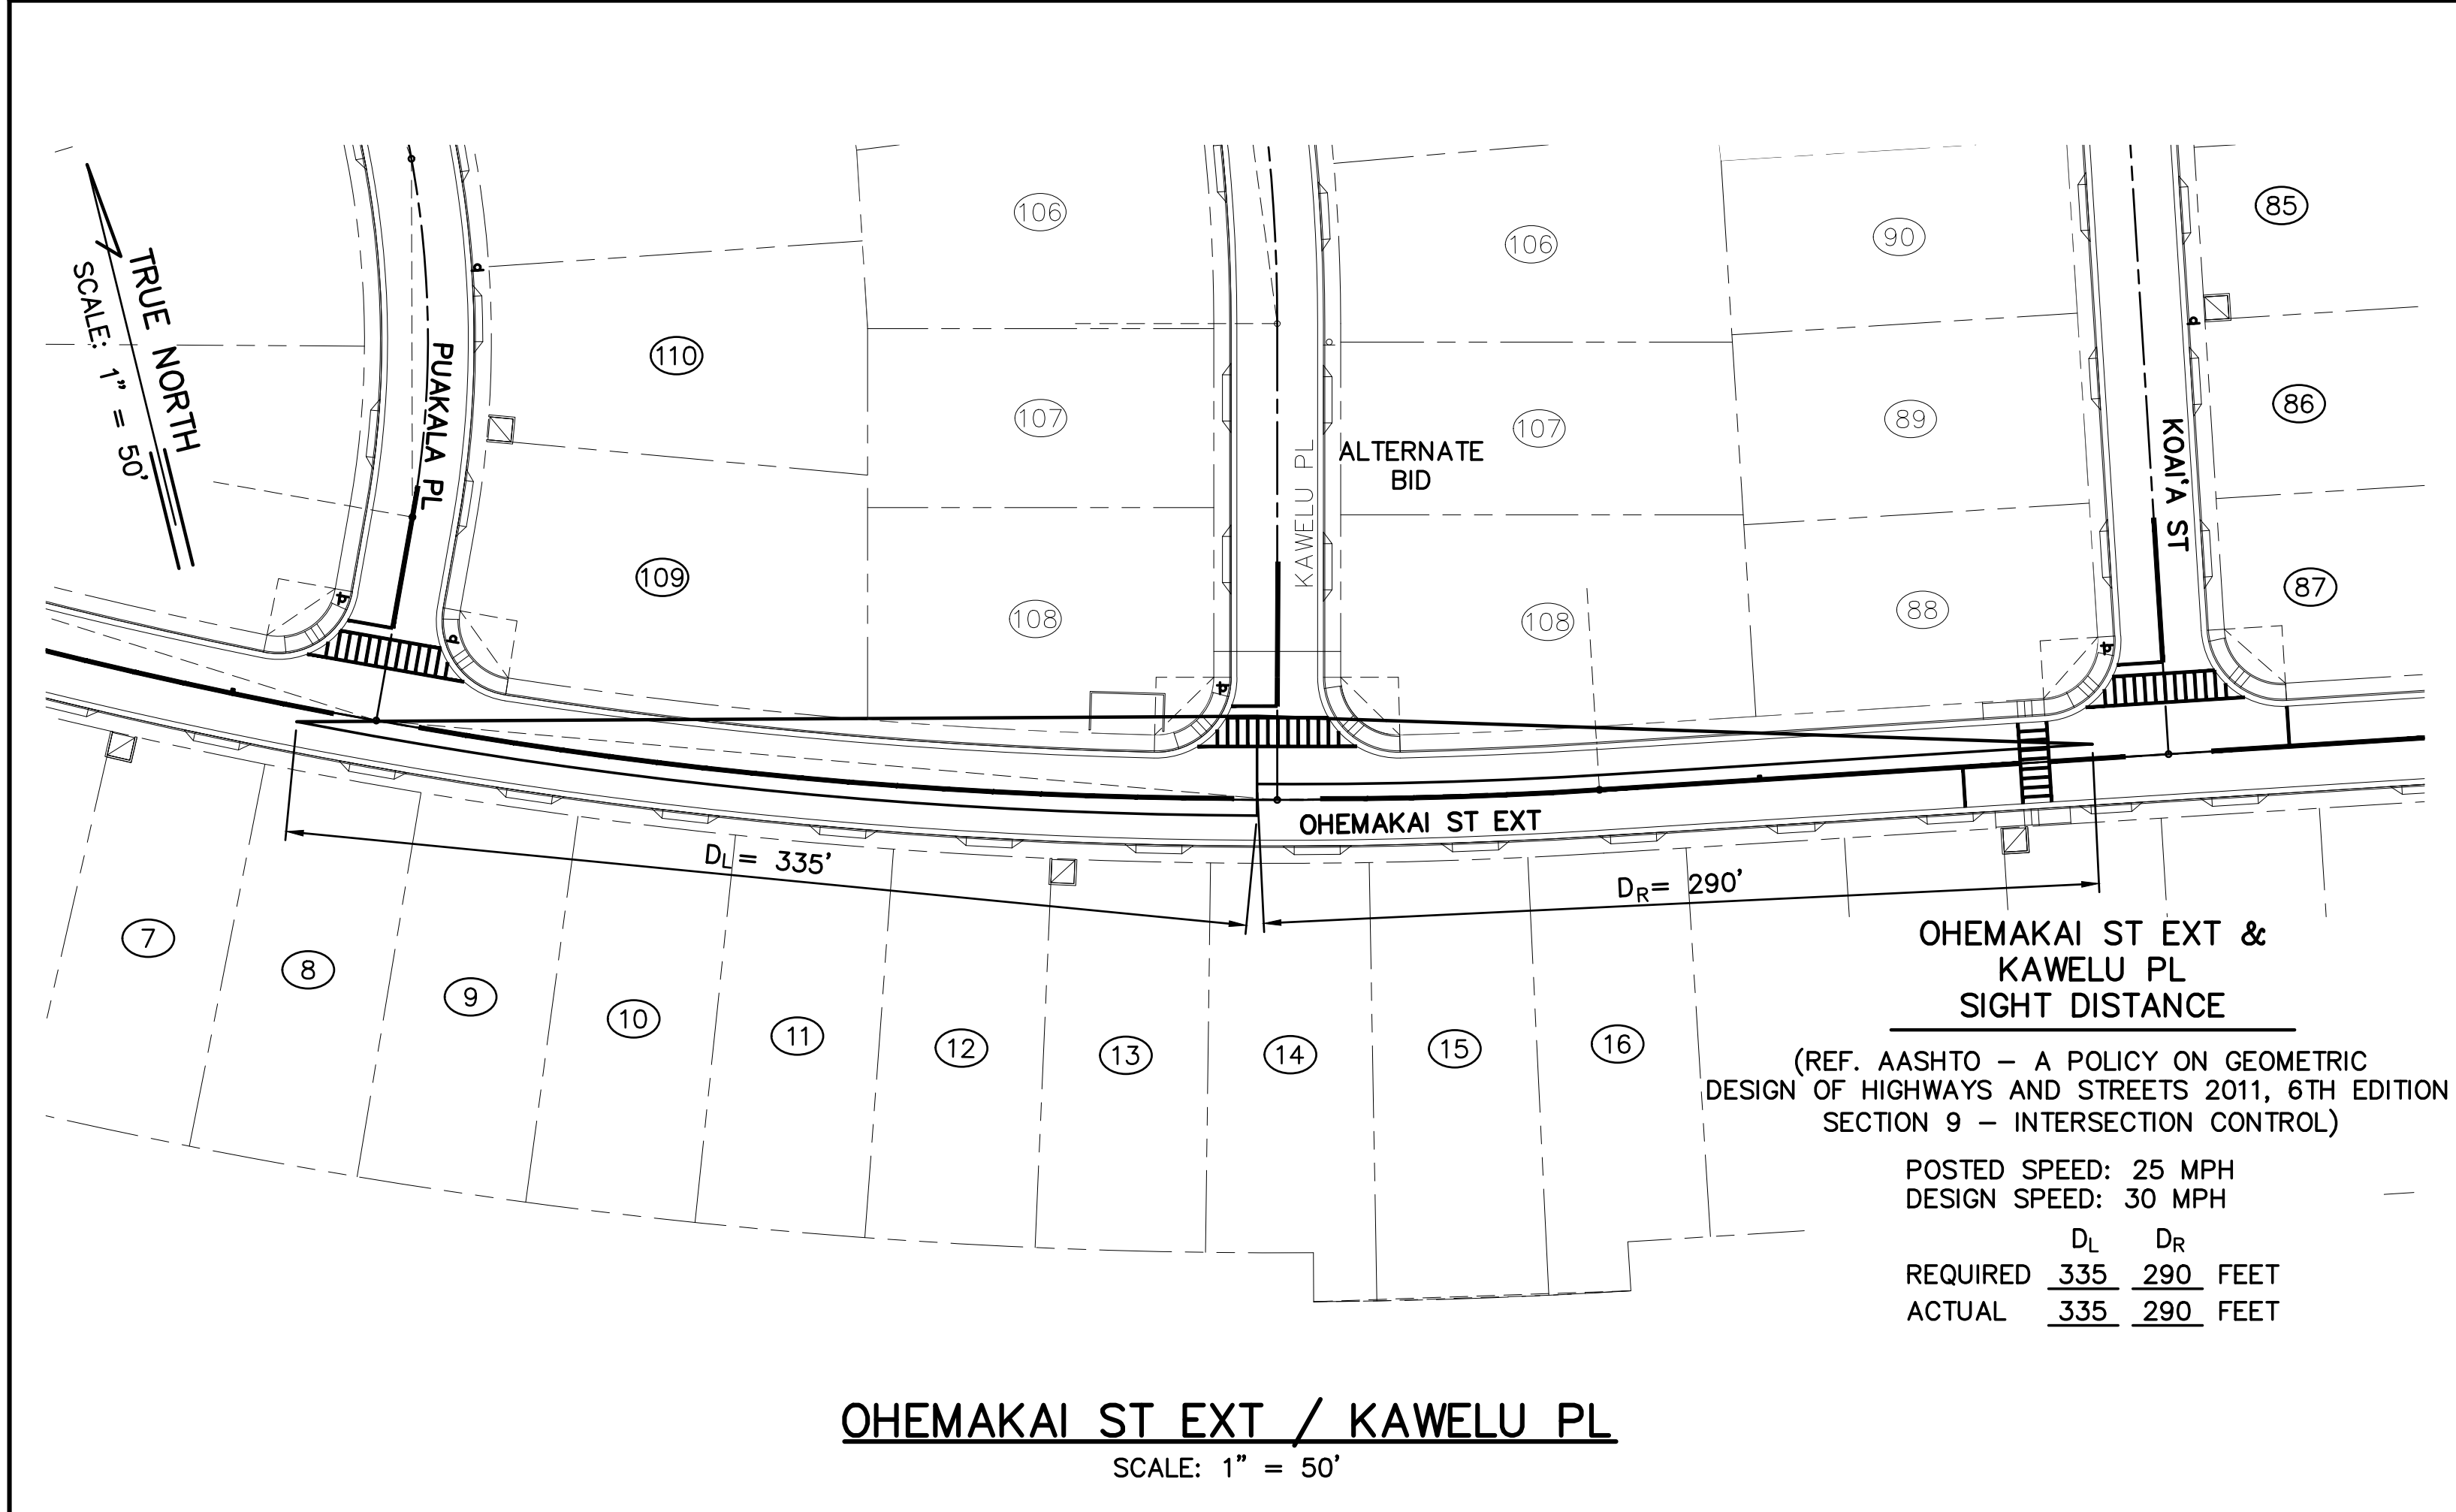 TRUE NORTH
SCALE: 1" = 50'
PUAKALA PL
106
110
107
109
108
KAWELU PL
ALTERNATE
BID
106
107
108
90
89
88
KOAI'A ST
85
86
87
OHEMAKAI ST EXT
DL= 335'
DR= 290'
7
8
9
10
11
12
13
14
15
16
OHEMAKAI ST EXT &
KAWELU PL
SIGHT DISTANCE
(REF. AASHTO – A POLICY ON GEOMETRIC
DESIGN OF HIGHWAYS AND STREETS 2011, 6TH EDITION
SECTION 9 – INTERSECTION CONTROL)
POSTED SPEED: 25 MPH
DESIGN SPEED: 30 MPH
DL DR
REQUIRED 335 290 FEET
ACTUAL 335 290 FEET
OHEMAKAI ST EXT / KAWELU PL
SCALE: 1" = 50'